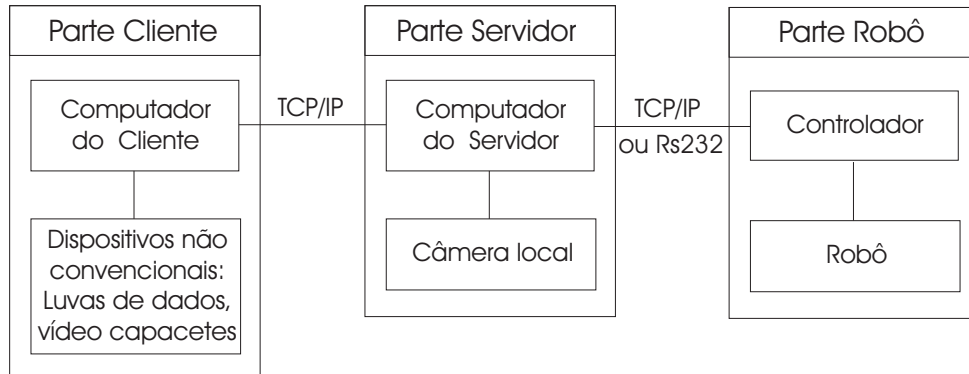 Parte Cliente
Computador
do Cliente
Dispositivos não
convencionais:
Luvas de dados,
vídeo capacetes
TCP/IP
Parte Servidor
Computador
do Servidor
Câmera local
TCP/IP
ou Rs232
Parte Robô
Controlador
Robô